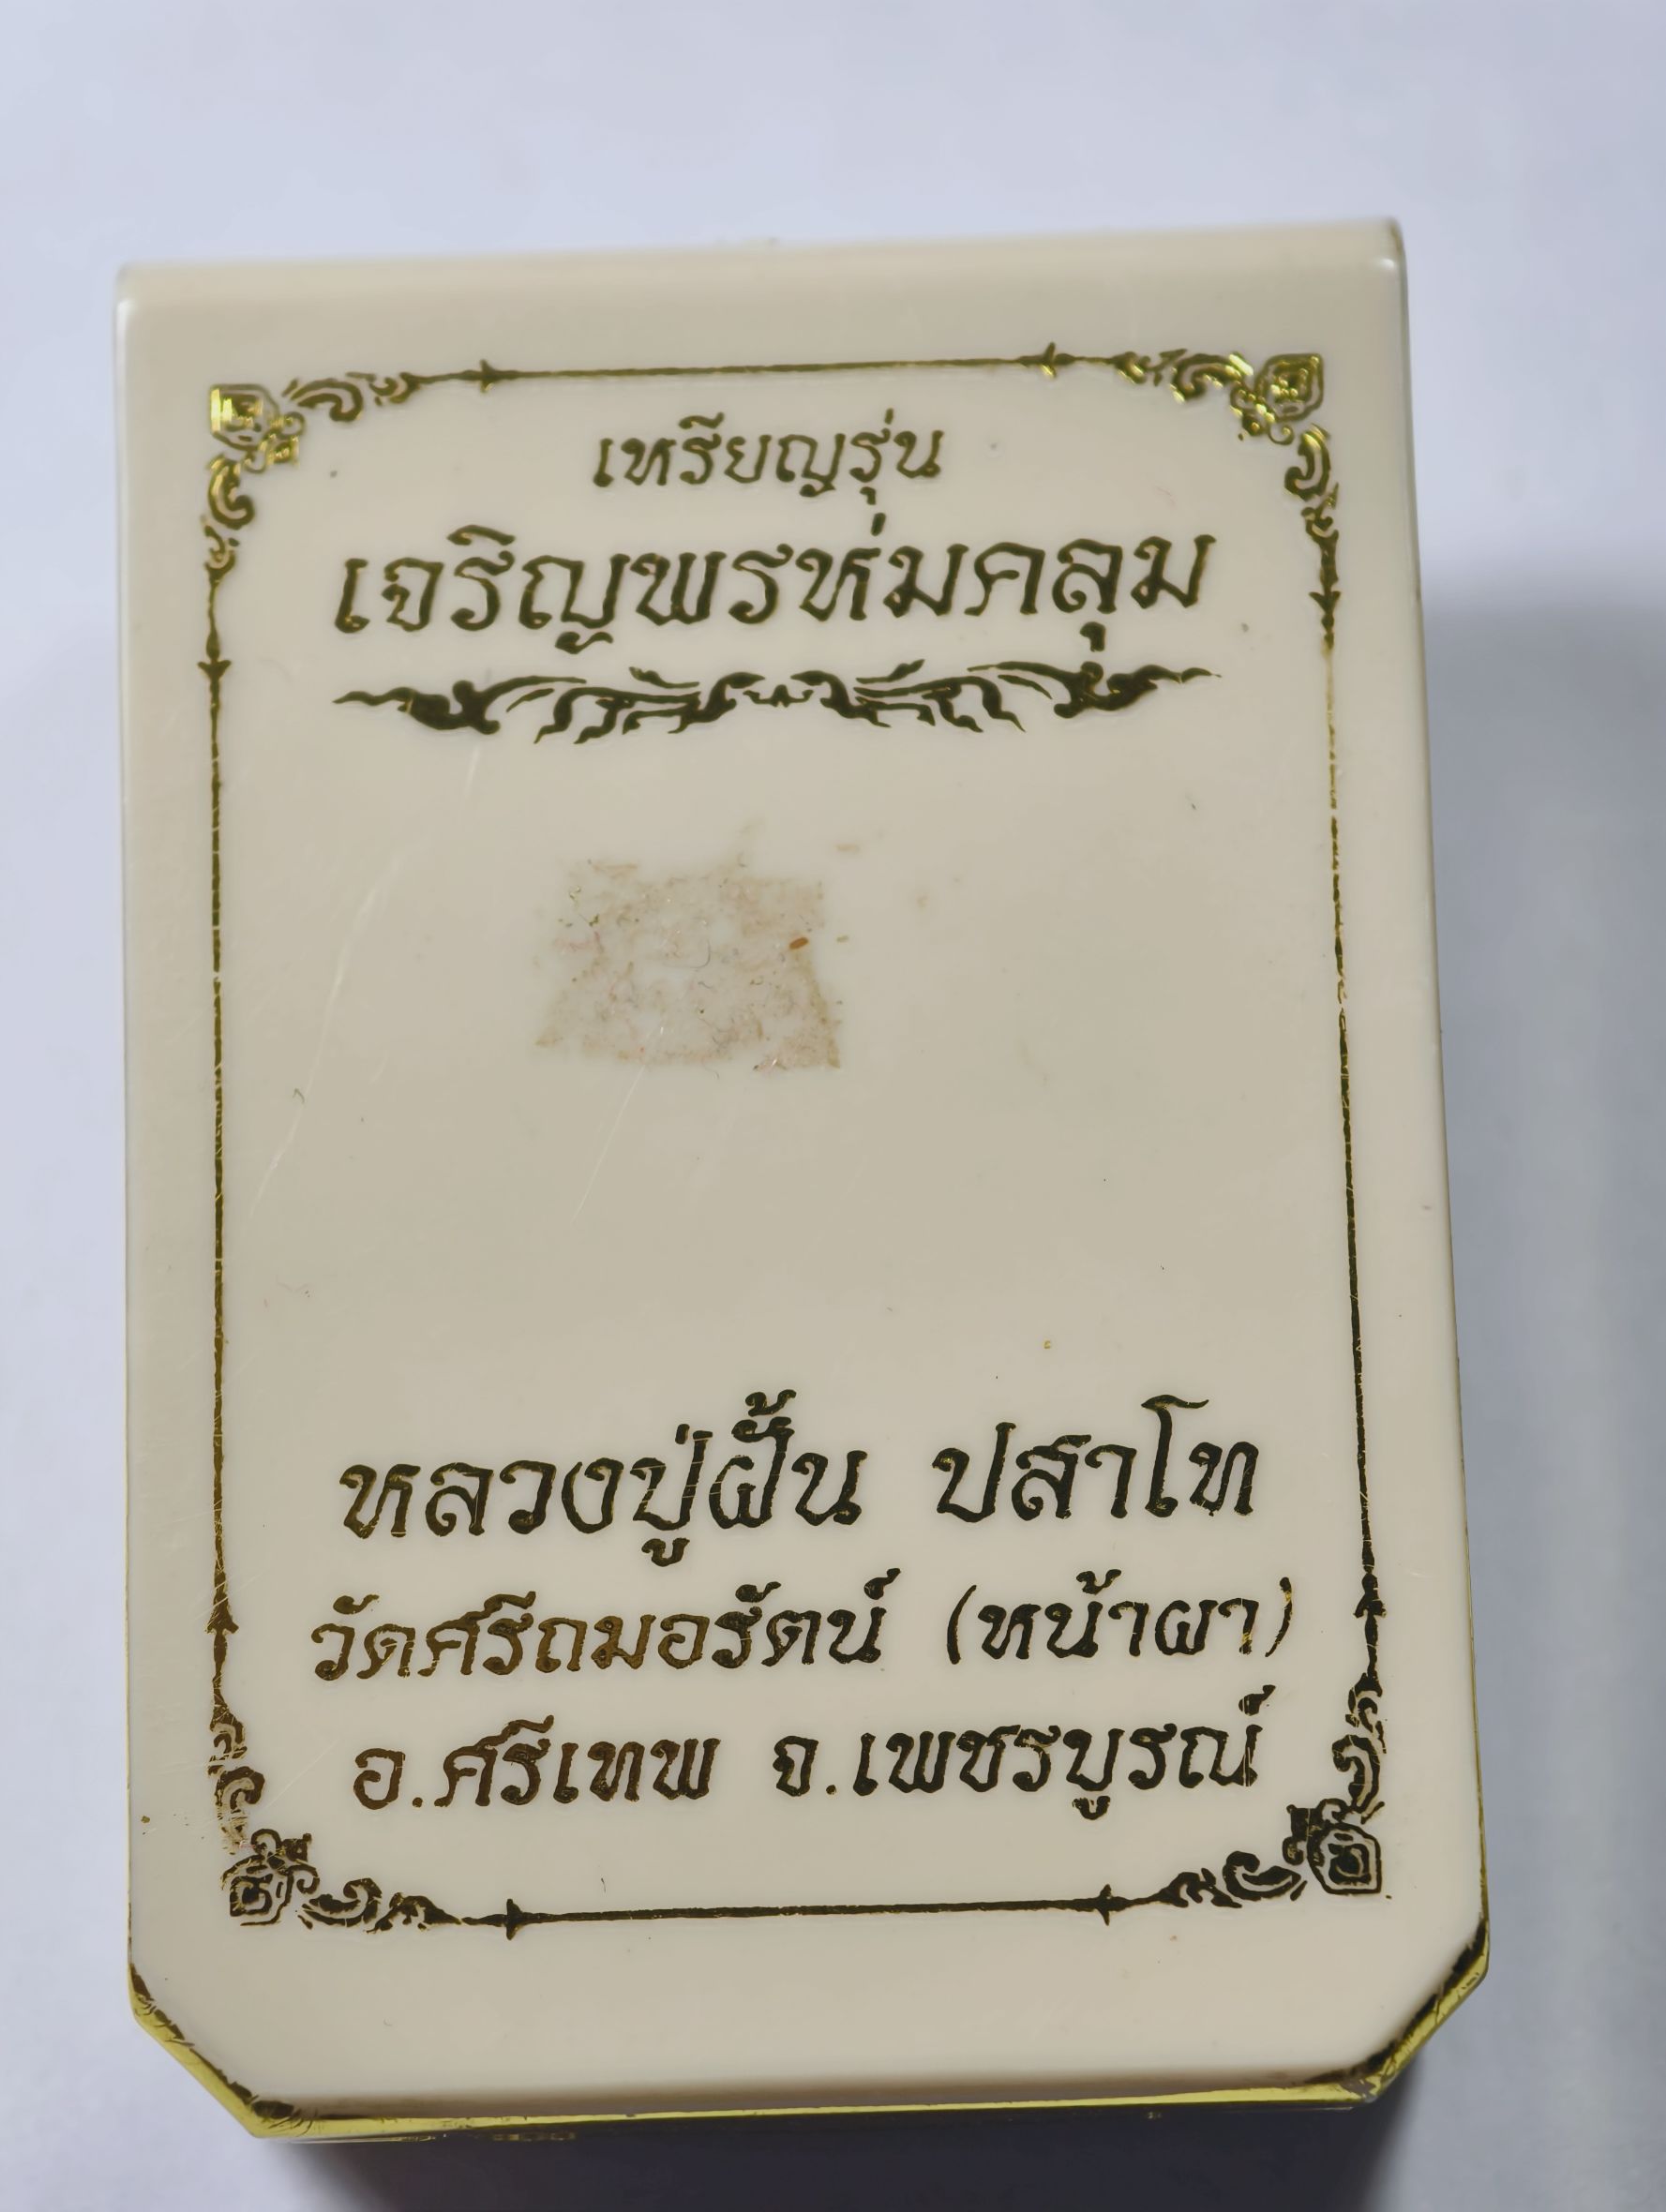 เหรียญรุ่น
เจริญพรห่มคลุม
หลวงปู่ฝั้น ปสาโท
วัดศรีถมอรัตน์ (หน้าผา)
อ.ศรีเทพ จ.เพชรบูรณ์